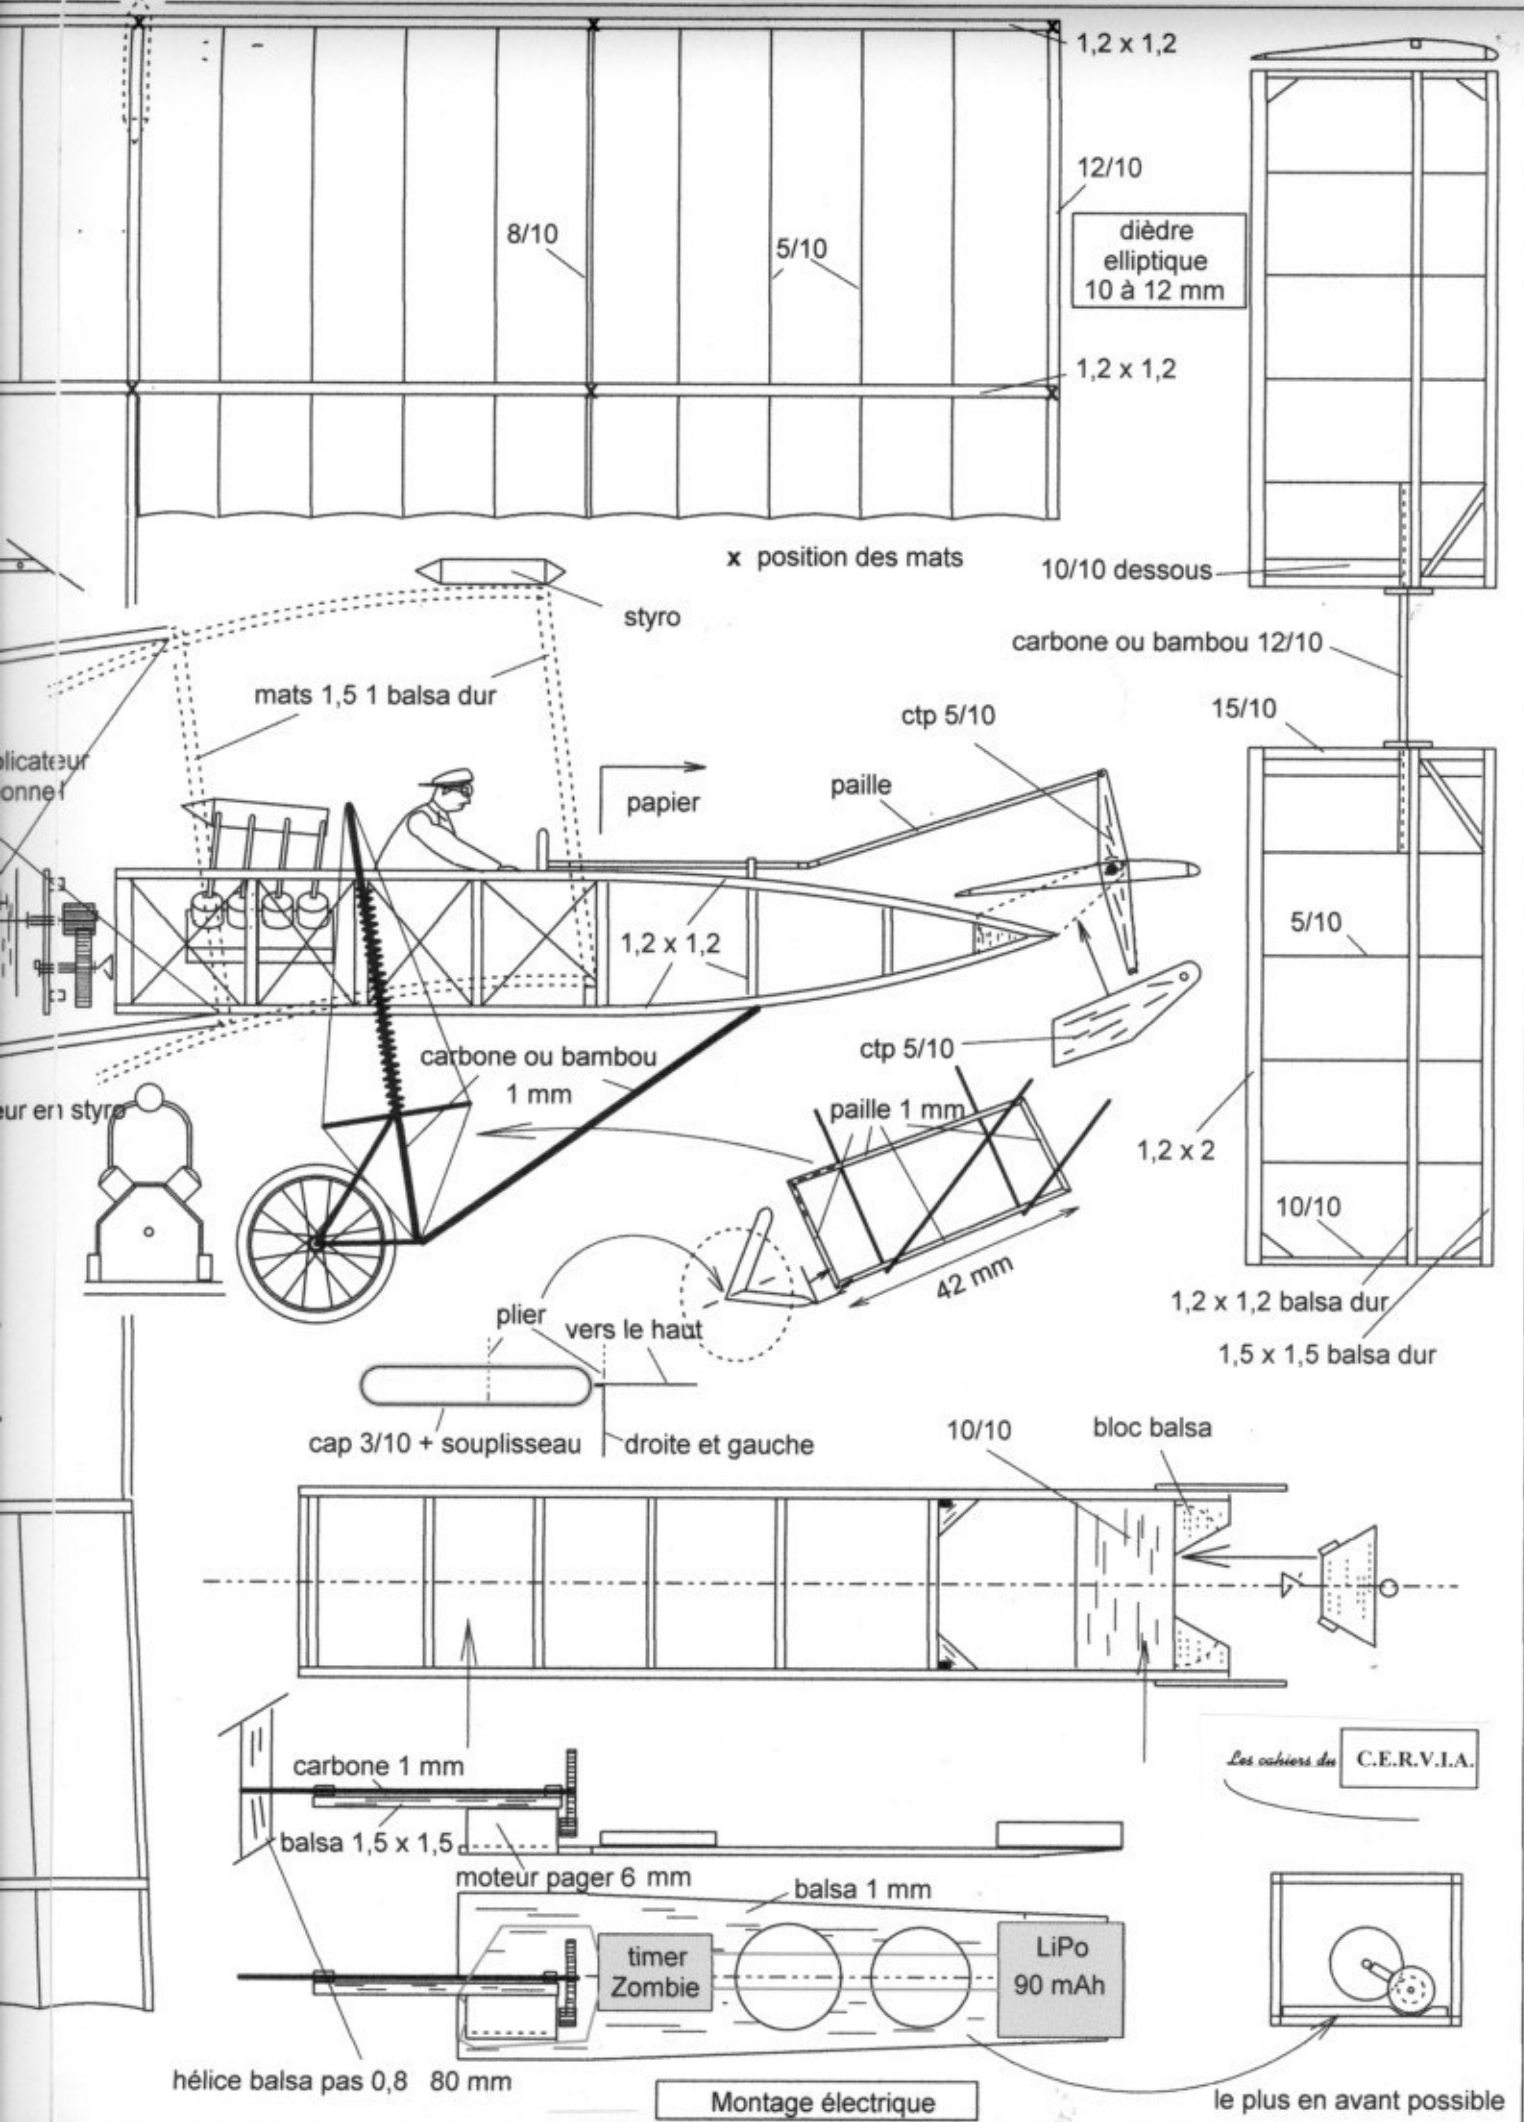 1,2 x 1,2
12/10
8/10
5/10
dièdre
elliptique
10 à 12 mm
1,2 x 1,2
x position des mats
10/10 dessous
styro
carbone ou bambou 12/10
mats 1,5 1 balsa dur
ctp 5/10
15/10
plicateur
onnel
papier
paille
1,2 x 1,2
5/10
carbone ou bambou
1 mm
ctp 5/10
eur en styro
paille 1 mm
1,2 x 2
10/10
42 mm
plier
vers le haut
1,2 x 1,2 balsa dur
1,5 x 1,5 balsa dur
cap 3/10 + souplisseau
droite et gauche
10/10
bloc balsa
Les cahiers du C.E.R.V.I.A.
carbone 1 mm
balsa 1,5 x 1,5
moteur pager 6 mm
balsa 1 mm
timer
Zombie
LiPo
90 mAh
hélice balsa pas 0,8 80 mm
Montage électrique
le plus en avant possible